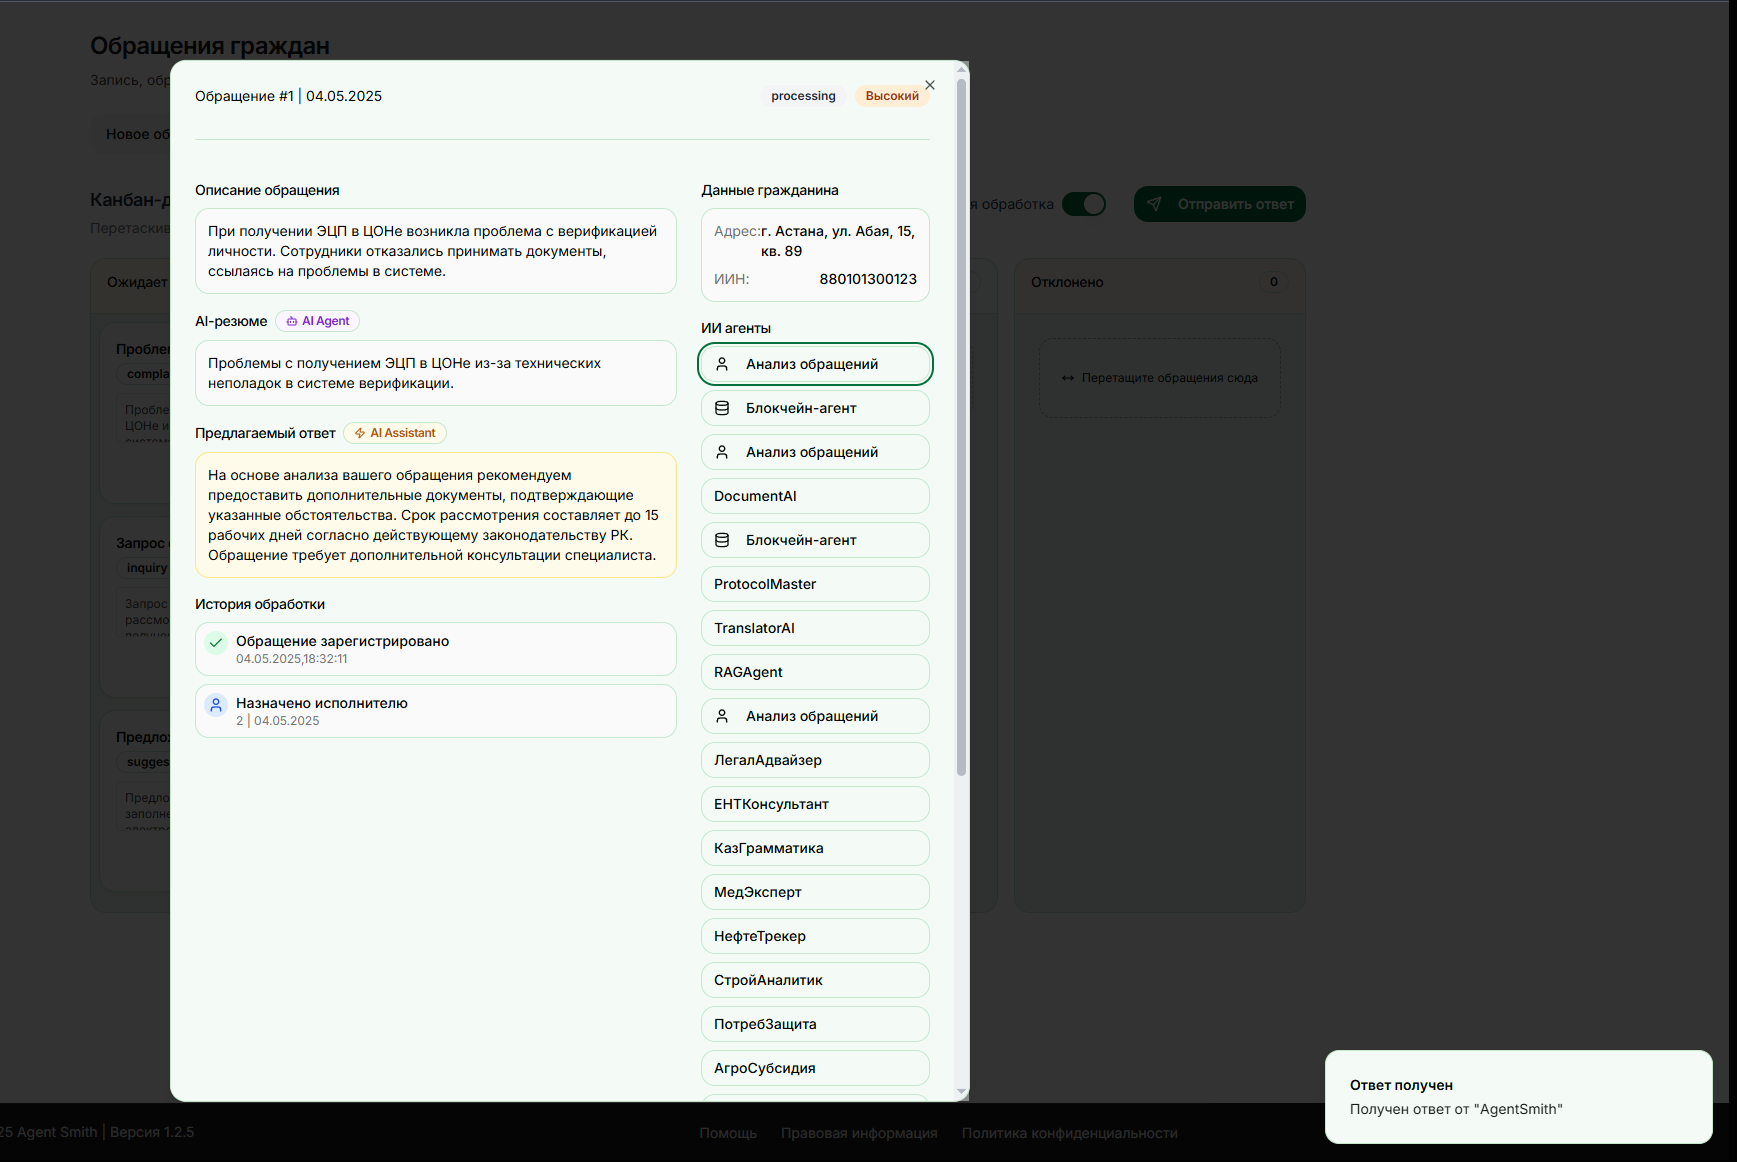 Обращения граждан
Запись, обр
Новое об
Канбан-д
Перетаскив
я обработка
Отправить ответ
Ожидает
Пробле
compla
Пробле
ЦОНе и
системе
Запрос
inquiry
Запрос
рассмо
Предло
sugges
Предло
заполне
электро
Отклонено
0
Перетащите обращения сюда
Обращение #1 | 04.05.2025
processing
Высокий
Описание обращения
При получении ЭЦП в ЦОНе возникла проблема с верификацией
личности. Сотрудники отказались принимать документы,
ссылаясь на проблемы в системе.
AI-резюме
AI Agent
Проблемы с получением ЭЦП в ЦОНе из-за технических
неполадок в системе верификации.
Предлагаемый ответ
AI Assistant
На основе анализа вашего обращения рекомендуем
предоставить дополнительные документы, подтверждающие
указанные обстоятельства. Срок рассмотрения составляет до 15
рабочих дней согласно действующему законодательству РК.
Обращение требует дополнительной консультации специалиста.
История обработки
Обращение зарегистрировано
04.05.2025,18:32:11
Назначено исполнителю
2 | 04.05.2025
Данные гражданина
Адрес: г. Астана, ул. Абая, 15,
кв. 89
ИИН: 880101300123
ИИ агенты
Анализ обращений
Блокчейн-агент
Анализ обращений
DocumentAI
Блокчейн-агент
ProtocolMaster
TranslatorAI
RAGAgent
Анализ обращений
ЛегалАдвайзер
ЕНТКонсультант
КазГрамматика
МедЭксперт
НефтеТрекер
СтройАналитик
ПотребЗащита
АгроСубсидия
25 Agent Smith | Версия 1.2.5
Помощь
Правовая информация
Политика конфиденциальности
Ответ получен
Получен ответ от "AgentSmith"